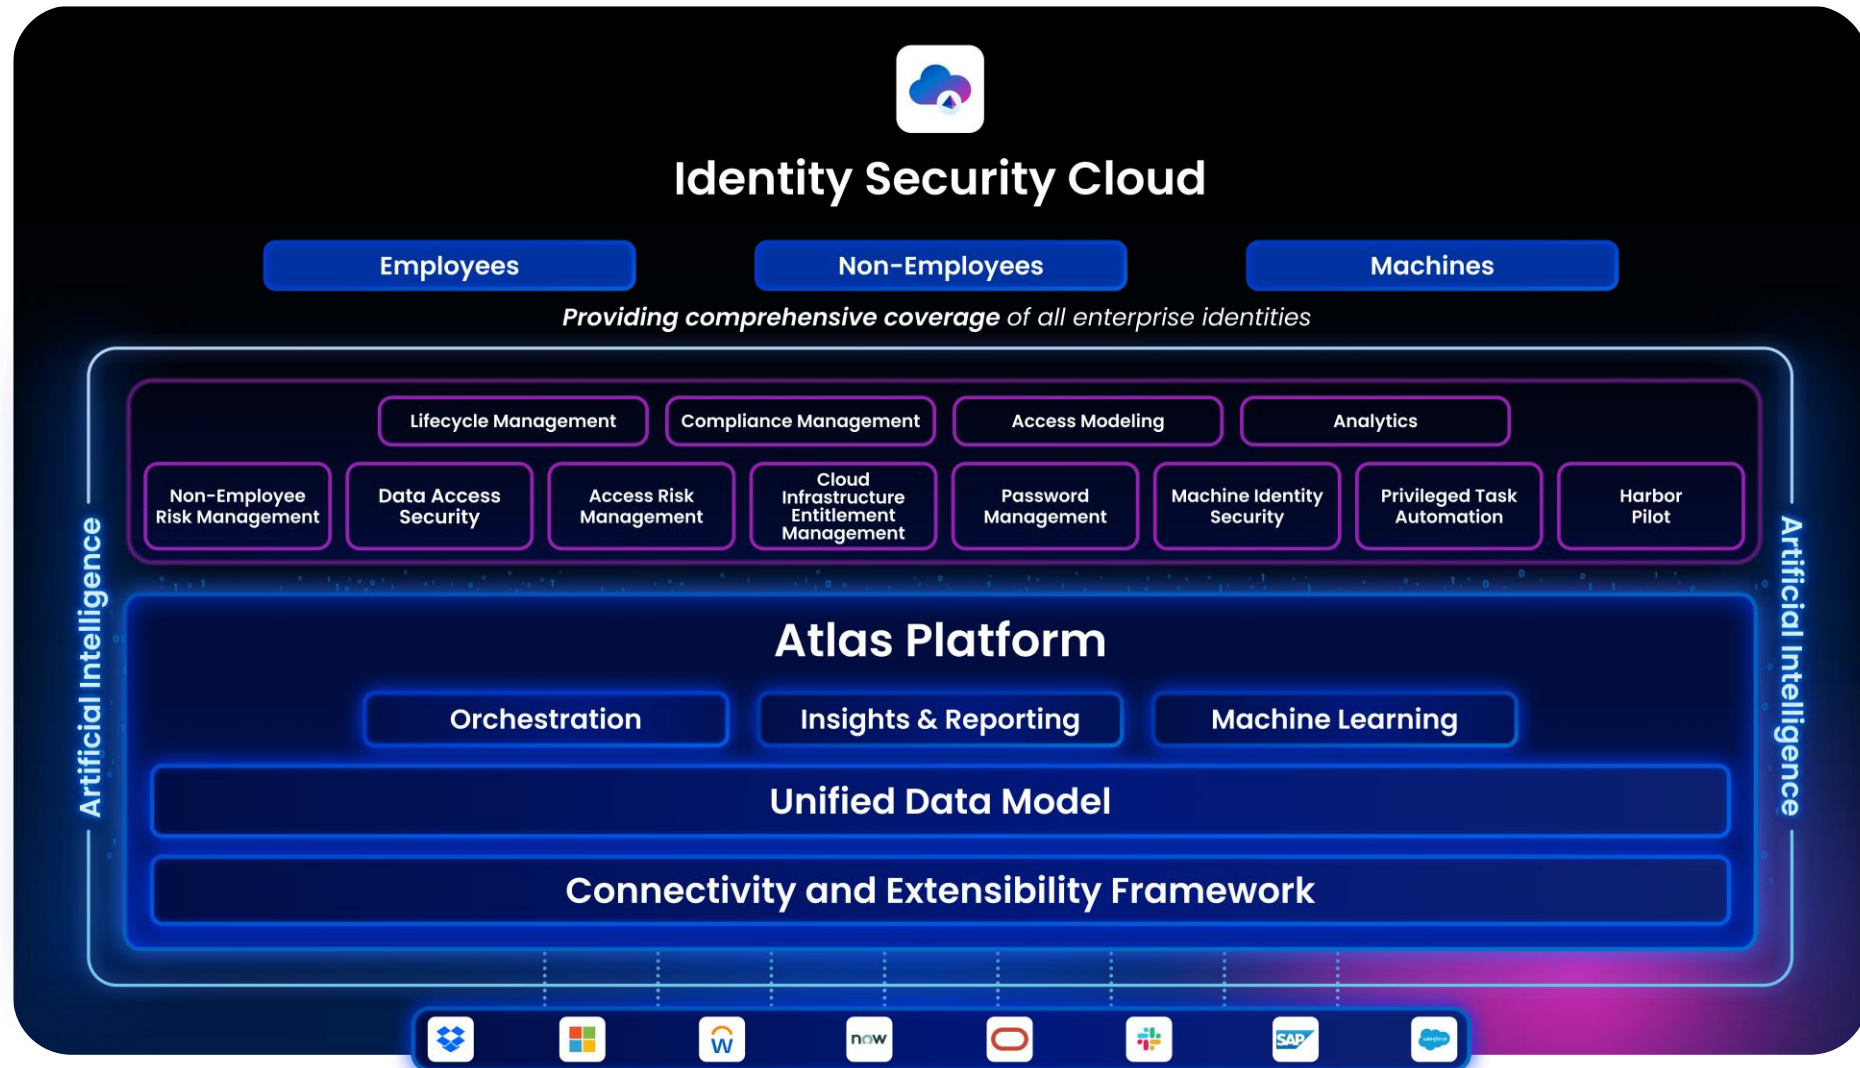 Identity Security Cloud
Employees
Non-Employees
Machines
Providing comprehensive coverage of all enterprise identities
Lifecycle Management
Compliance Management
Access Modeling
Analytics
Non-Employee
Risk Management
Data Access
Security
Access Risk
Management
Cloud
Infrastructure
Entitlement
Management
Password
Management
Machine Identity
Security
Privileged Task
Automation
Harbor
Pilot
Artificial Intelligence
Artificial Intelligence
Atlas Platform
Orchestration
Insights & Reporting
Machine Learning
Unified Data Model
Connectivity and Extensibility Framework
w
now
SAP
salesforce